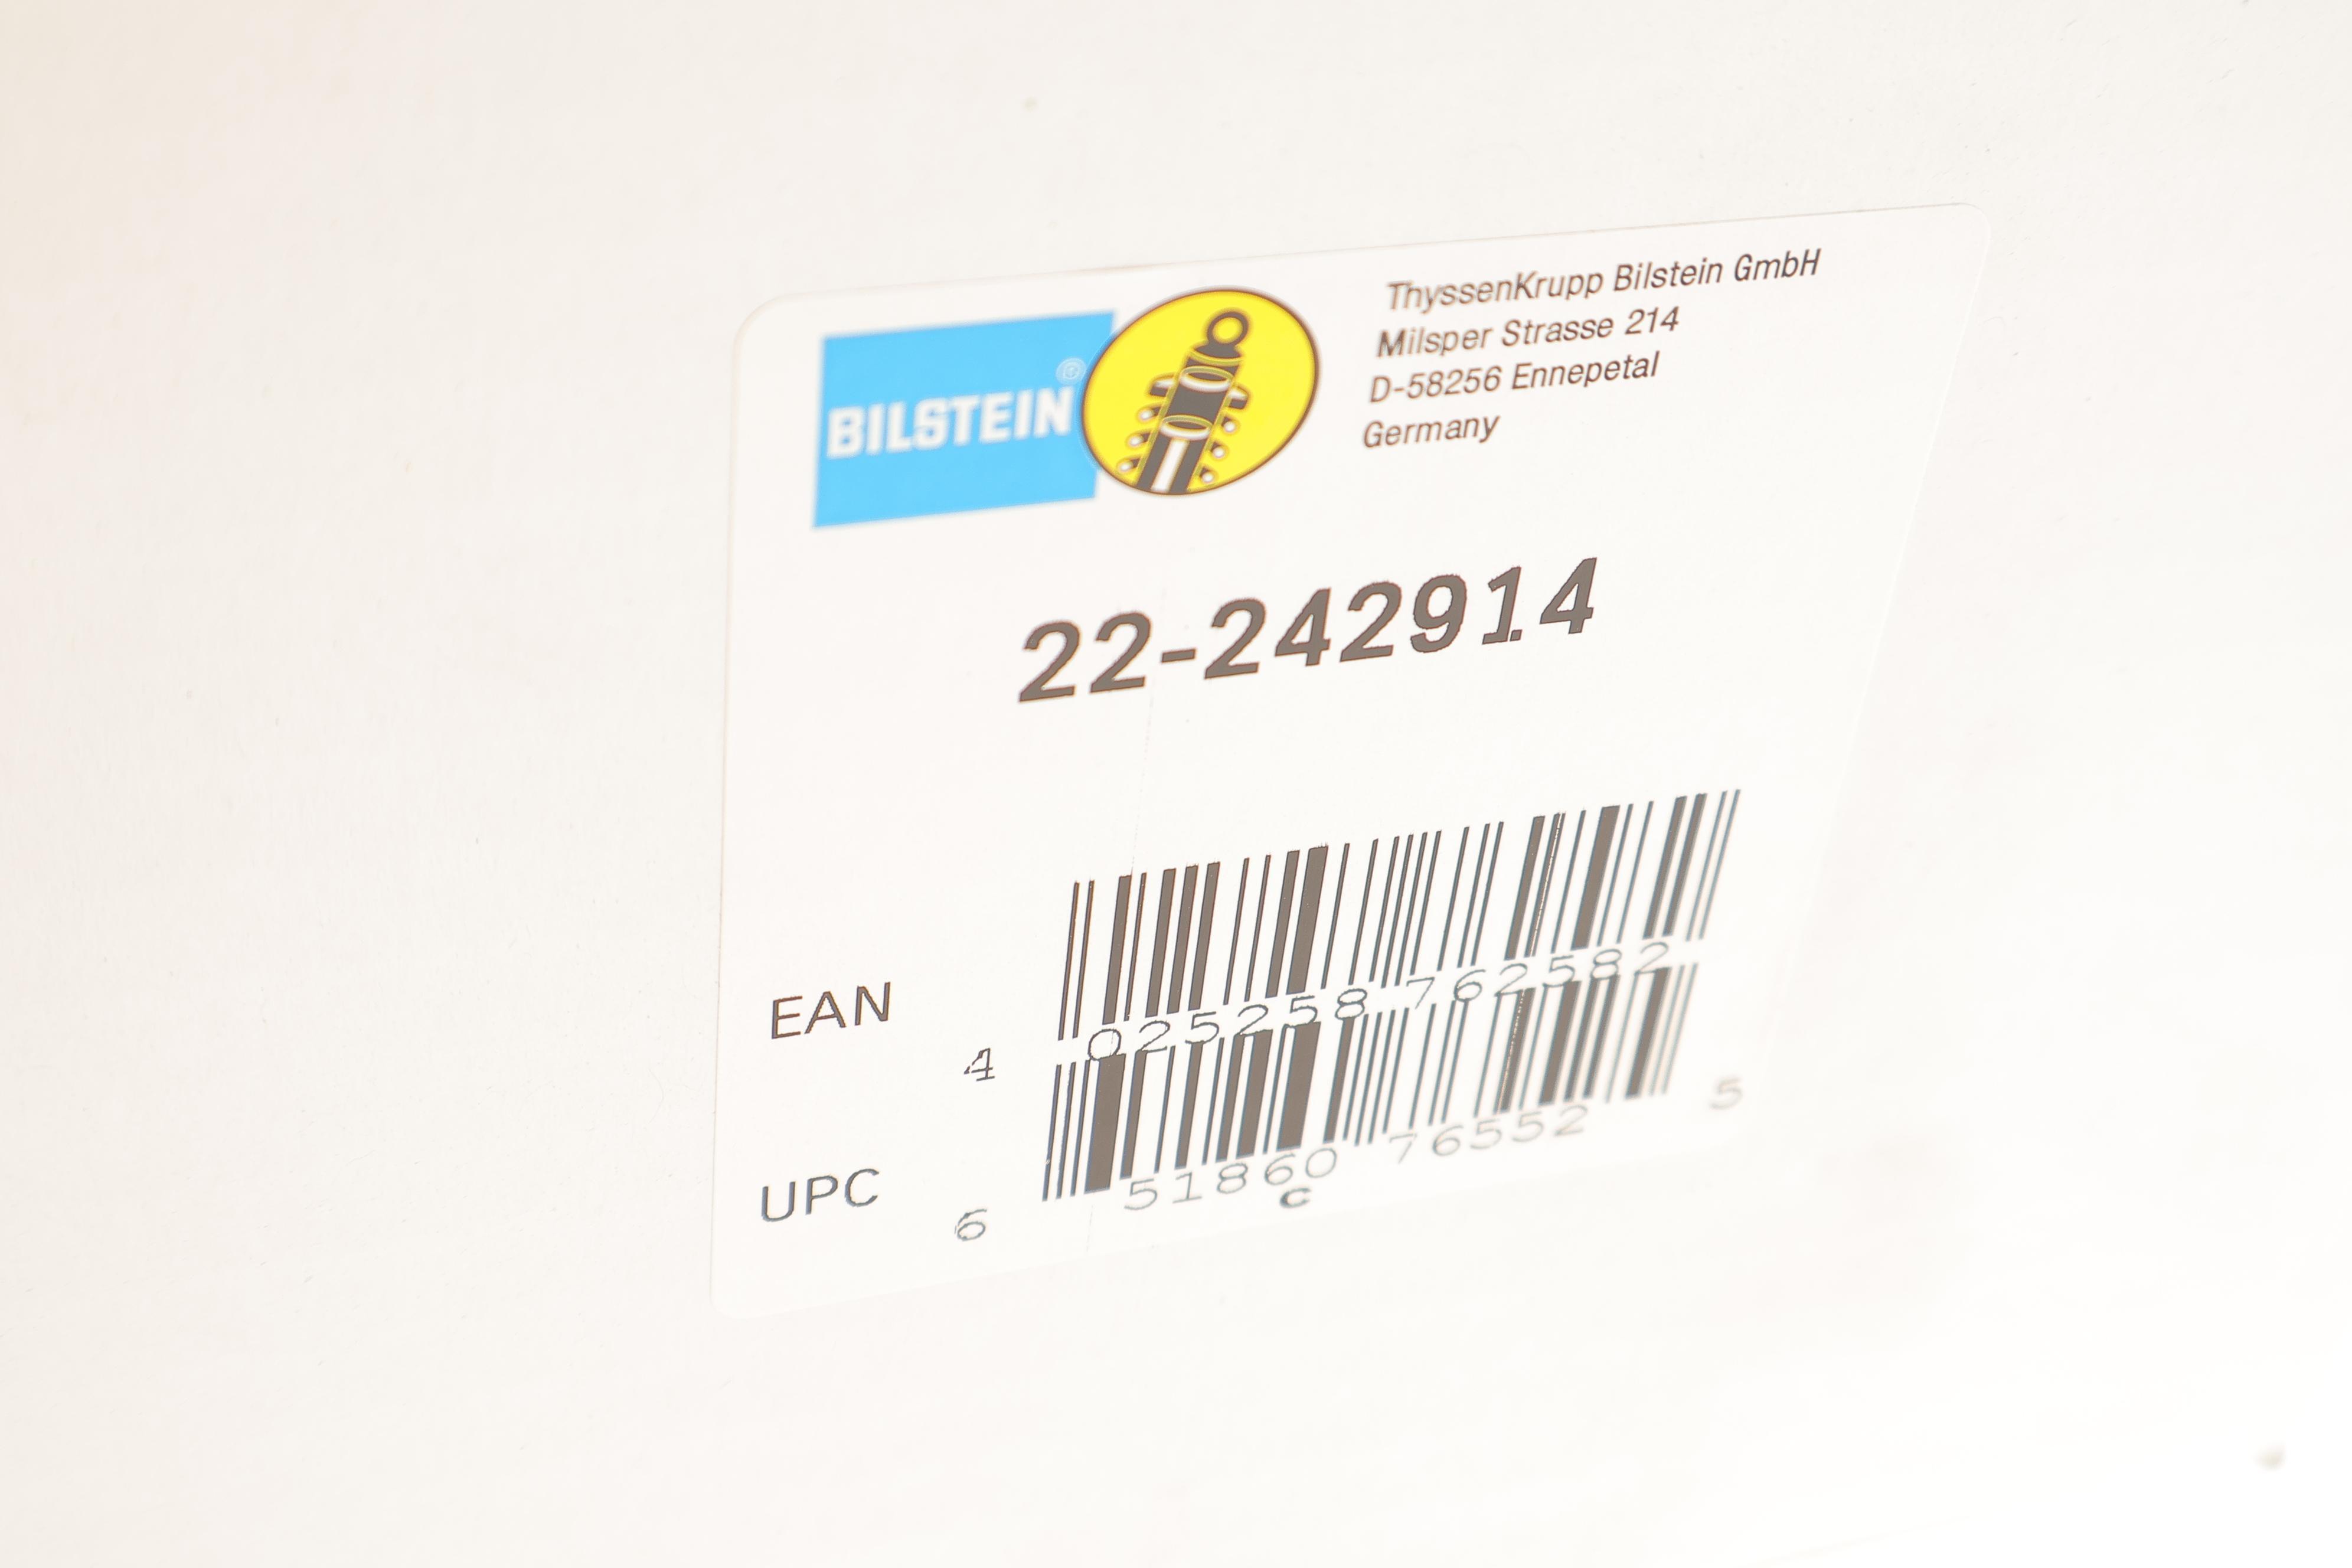 BILSTEIN®
ThyssenKrupp Bilstein GmbH
Milsper Strasse 214
D-58256 Ennepetal
Germany
22-242914
EAN
4 025258 762582
UPC
6 51860 76552 5
C